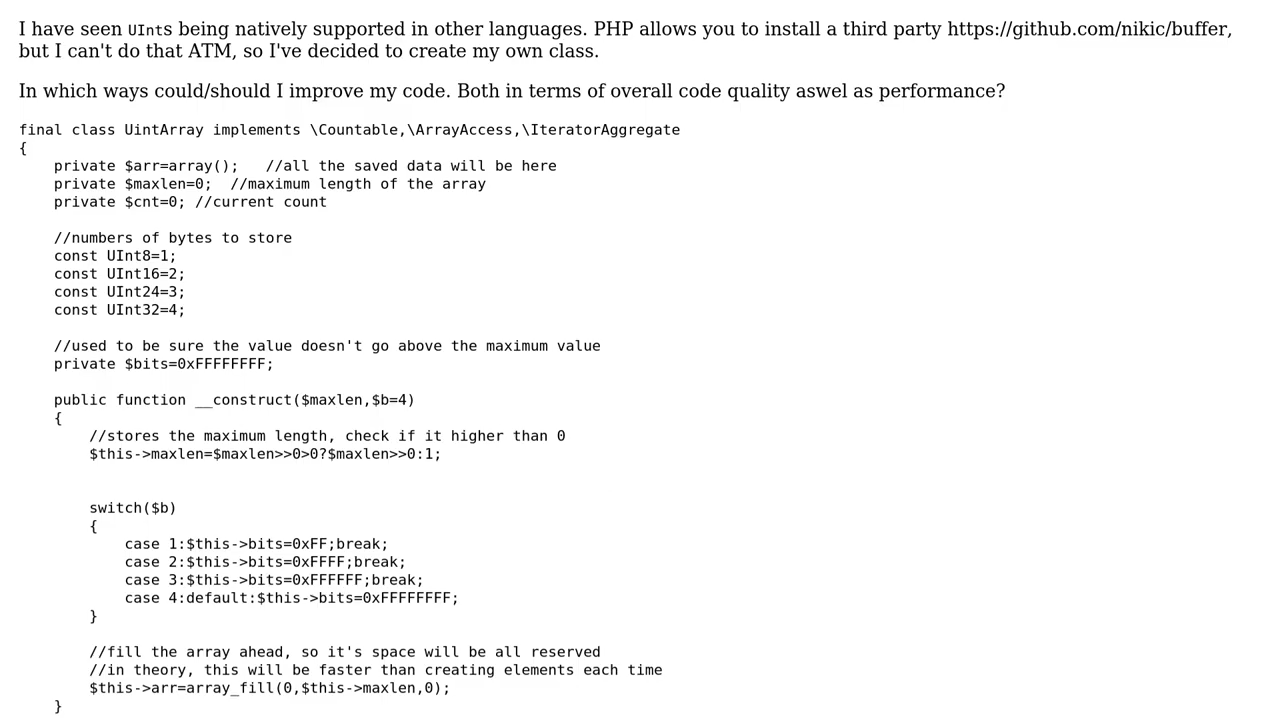 I have seen UInts being natively supported in other languages. PHP allows you to install a third party https://github.com/nikic/buffer,
but I can't do that ATM, so I've decided to create my own class.
In which ways could/should I improve my code. Both in terms of overall code quality aswel as performance?
final class UintArray implements \Countable,\ArrayAccess,\IteratorAggregate
{
    private $arr=array();   //all the saved data will be here
    private $maxlen=0;  //maximum length of the array
    private $cnt=0; //current count

    //numbers of bytes to store
    const UInt8=1;
    const UInt16=2;
    const UInt24=3;
    const UInt32=4;

    //used to be sure the value doesn't go above the maximum value
    private $bits=0xFFFFFFFF;

    public function __construct($maxlen,$b=4)
    {
        //stores the maximum length, check if it higher than 0
        $this->maxlen=$maxlen>>0>0?$maxlen>>0:1;

        switch($b)
        {
            case 1:$this->bits=0xFF;break;
            case 2:$this->bits=0xFFFF;break;
            case 3:$this->bits=0xFFFFFF;break;
            case 4:default:$this->bits=0xFFFFFFFF;
        }

        //fill the array ahead, so it's space will be all reserved
        //in theory, this will be faster than creating elements each time
        $this->arr=array_fill(0,$this->maxlen,0);
    }